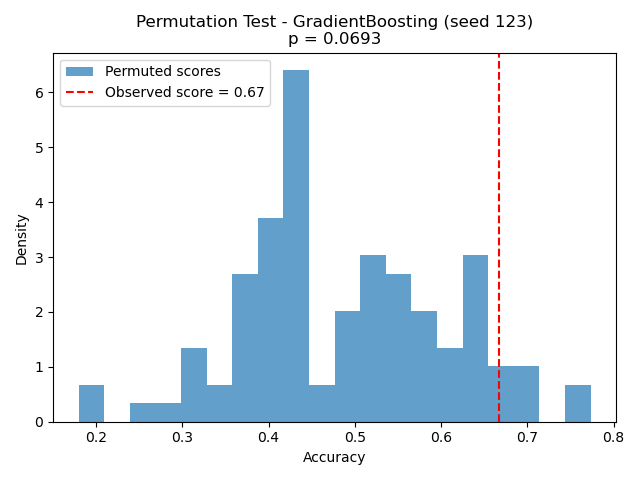 Permutation Test - GradientBoosting (seed 123)
p = 0.0693
Permuted scores
Observed score = 0.67
Density
6
5
4
3
2
1
0
0.2 0.3 0.4 0.5 0.6 0.7 0.8
Accuracy